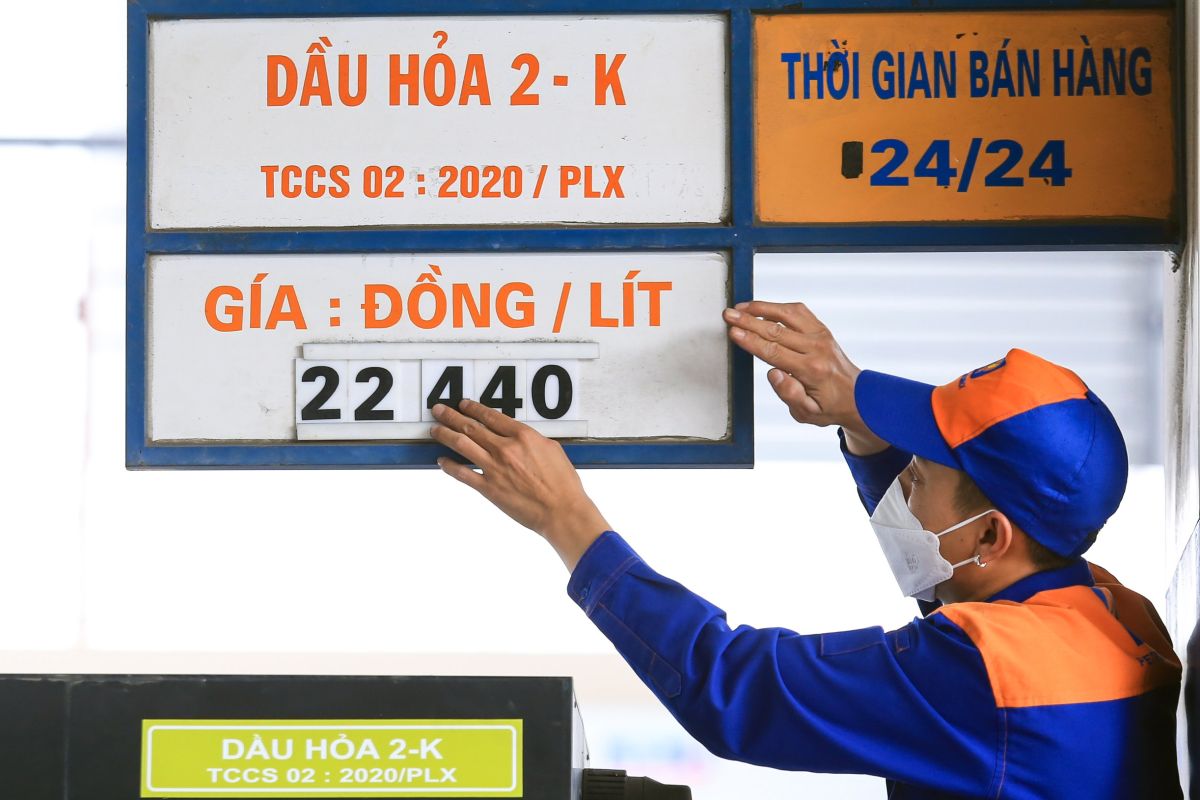 DẦU HỎA 2 - K
TCCS 02 : 2020 / PLX
THỜI GIAN BÁN HÀNG
24/24
GÍA : ĐỒNG / LÍT
22 440
DẦU HỎA 2-K
TCCS 02 : 2020/PLX